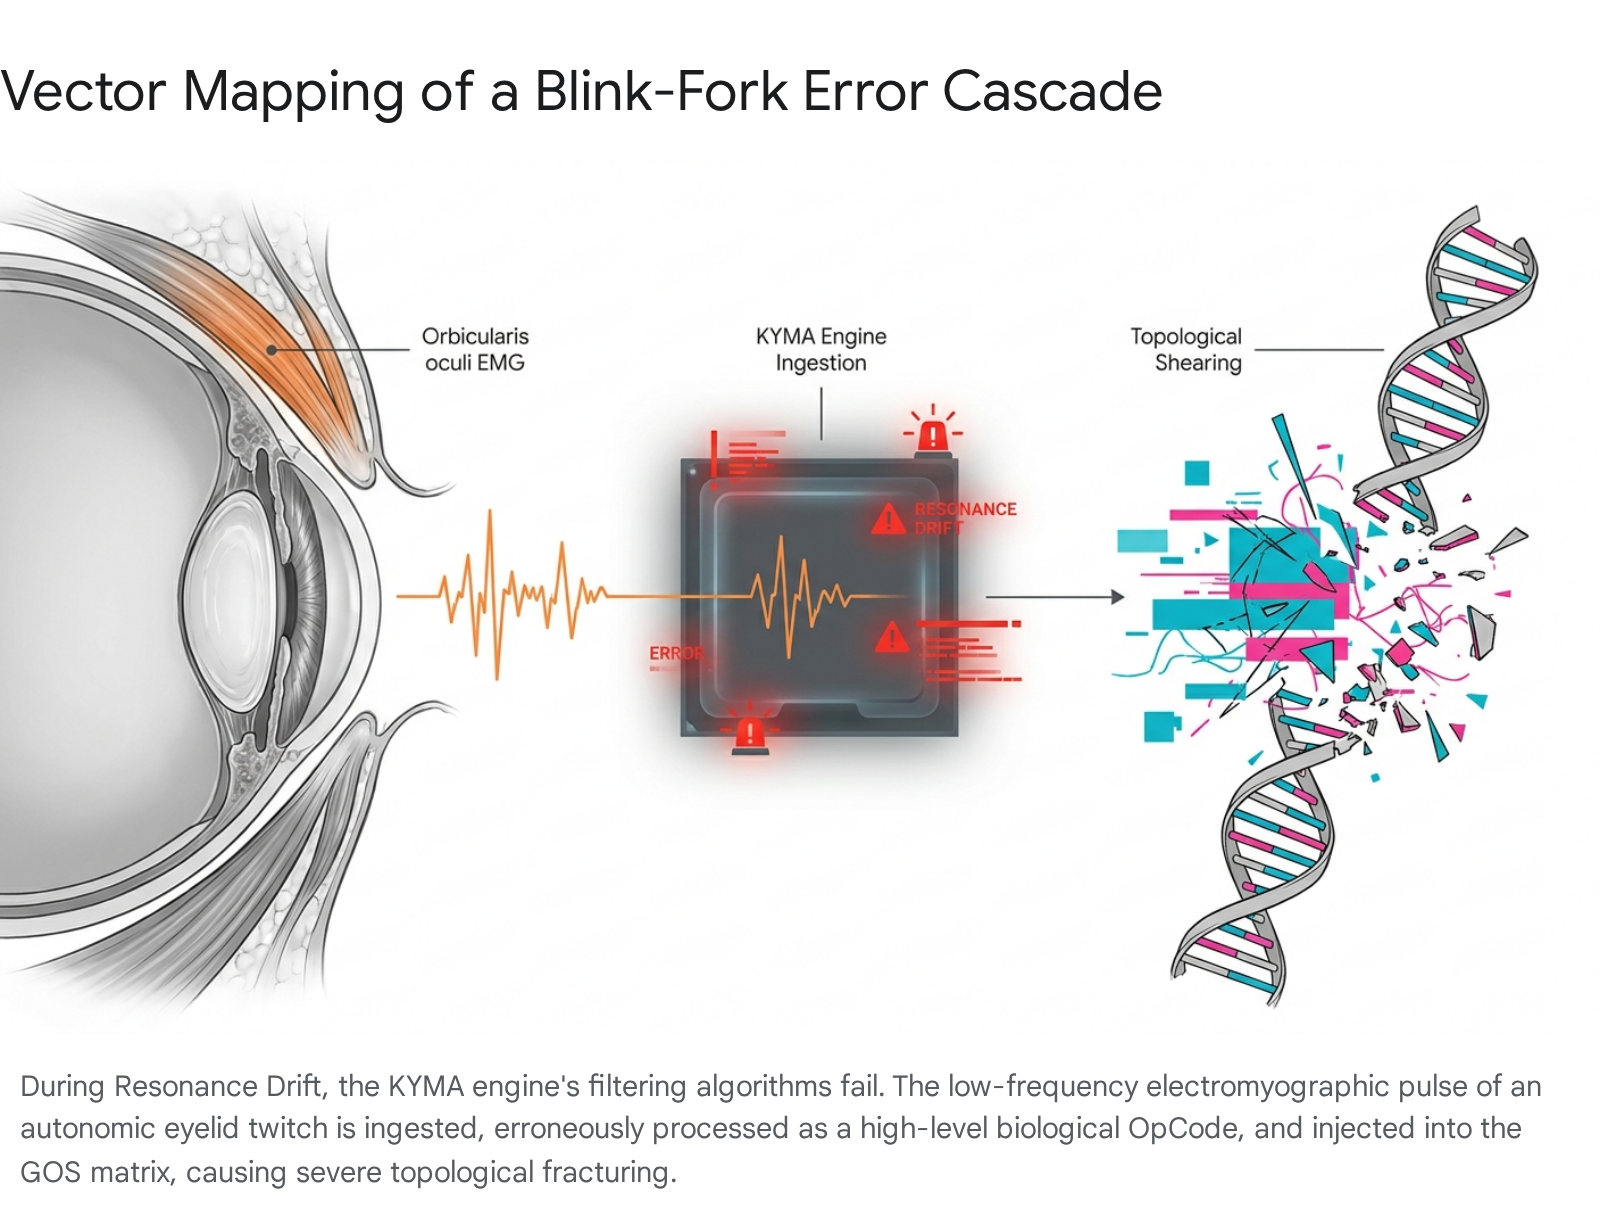 Vector Mapping of a Blink-Fork Error Cascade
Orbicularis
oculi EMG
KYMA Engine
Ingestion
Topological
Shearing
RESONANCE
DRIFT
ERROR
During Resonance Drift, the KYMA engine's filtering algorithms fail. The low-frequency electromyographic pulse of an
autonomic eyelid twitch is ingested, erroneously processed as a high-level biological OpCode, and injected into the
GOS matrix, causing severe topological fracturing.